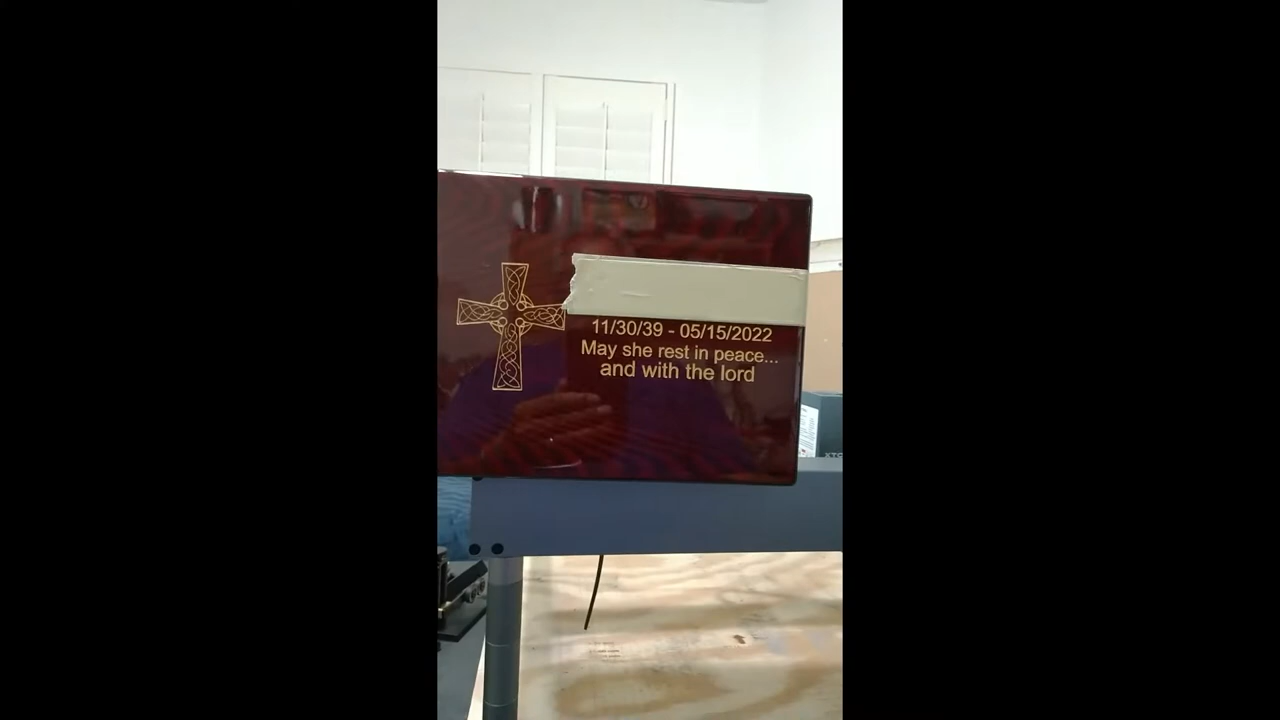 11/30/39 - 05/15/2022
May she rest in peace...
and with the lord